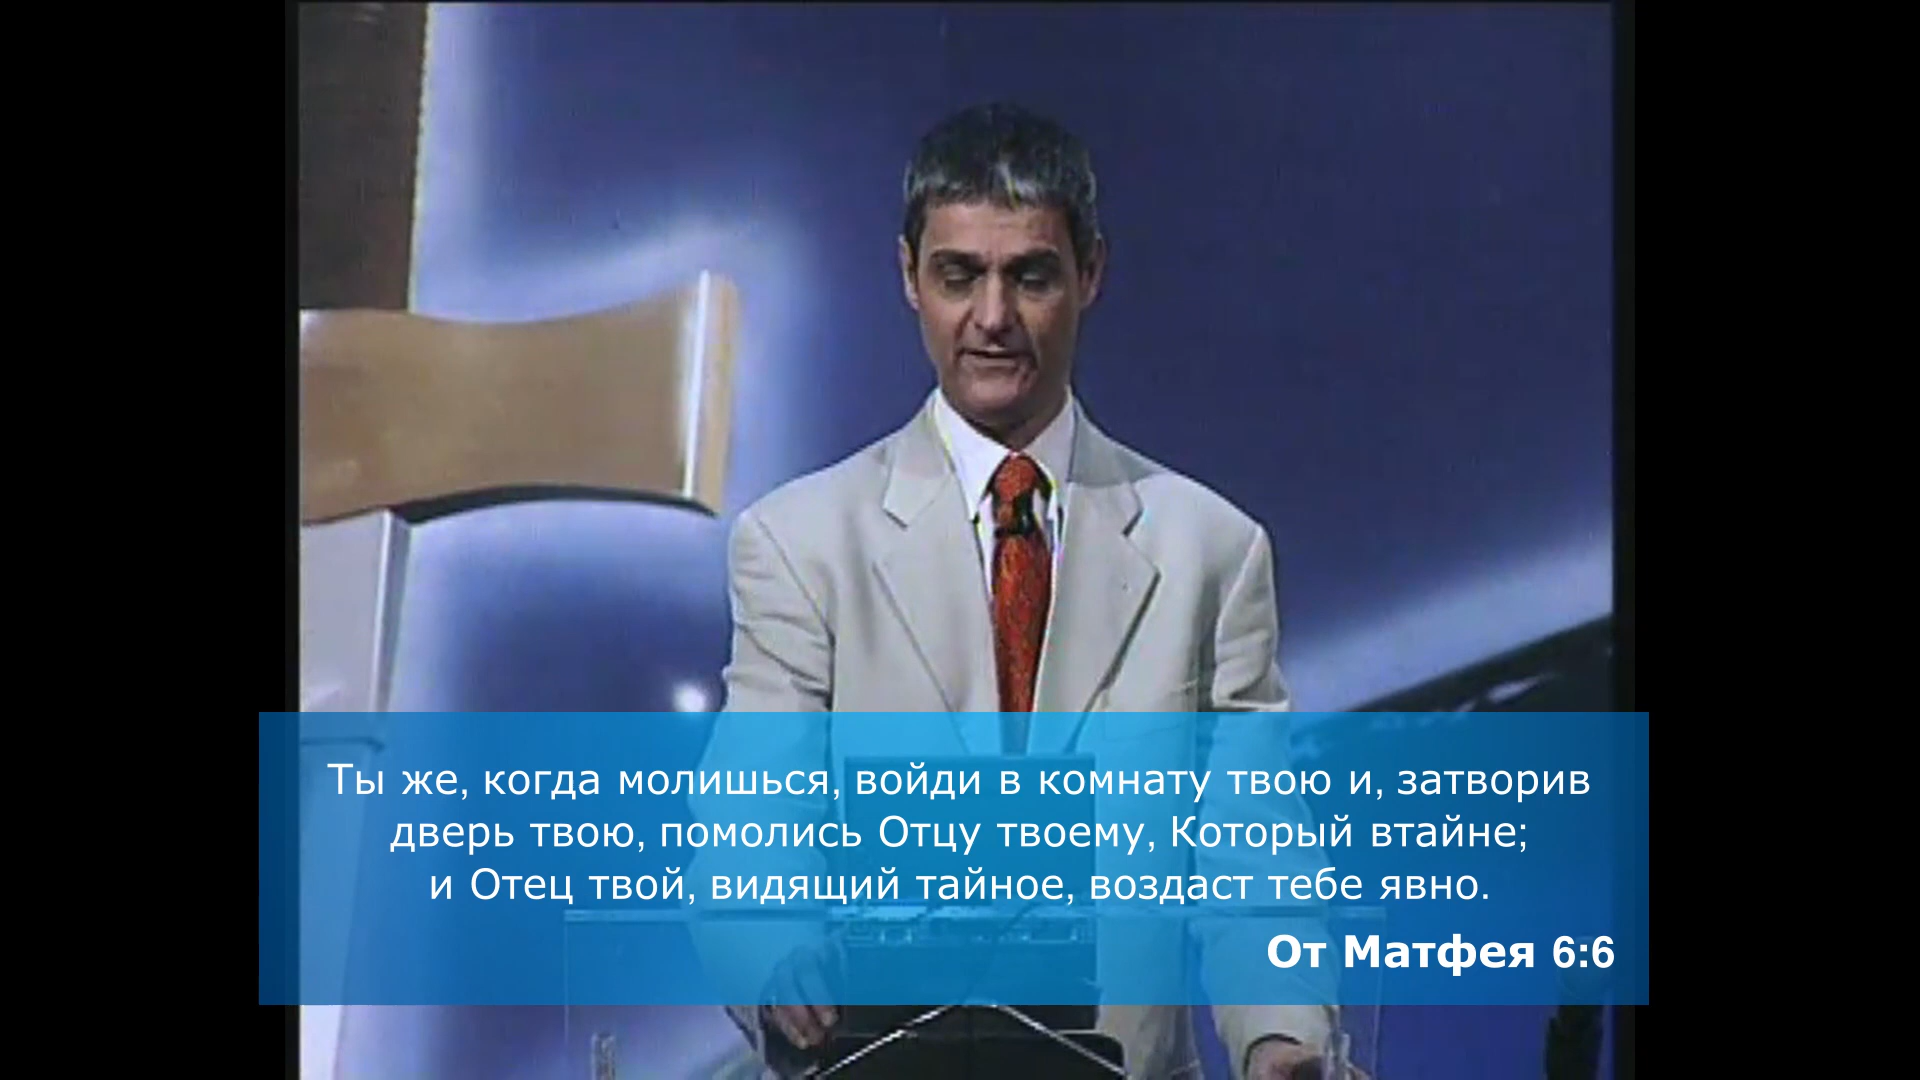 Ты же, когда молишься, войди в комнату твою и, затворив
дверь твою, помолись Отцу твоему, Который втайне;
и Отец твой, видящий тайное, воздаст тебе явно.
От Матфея 6:6